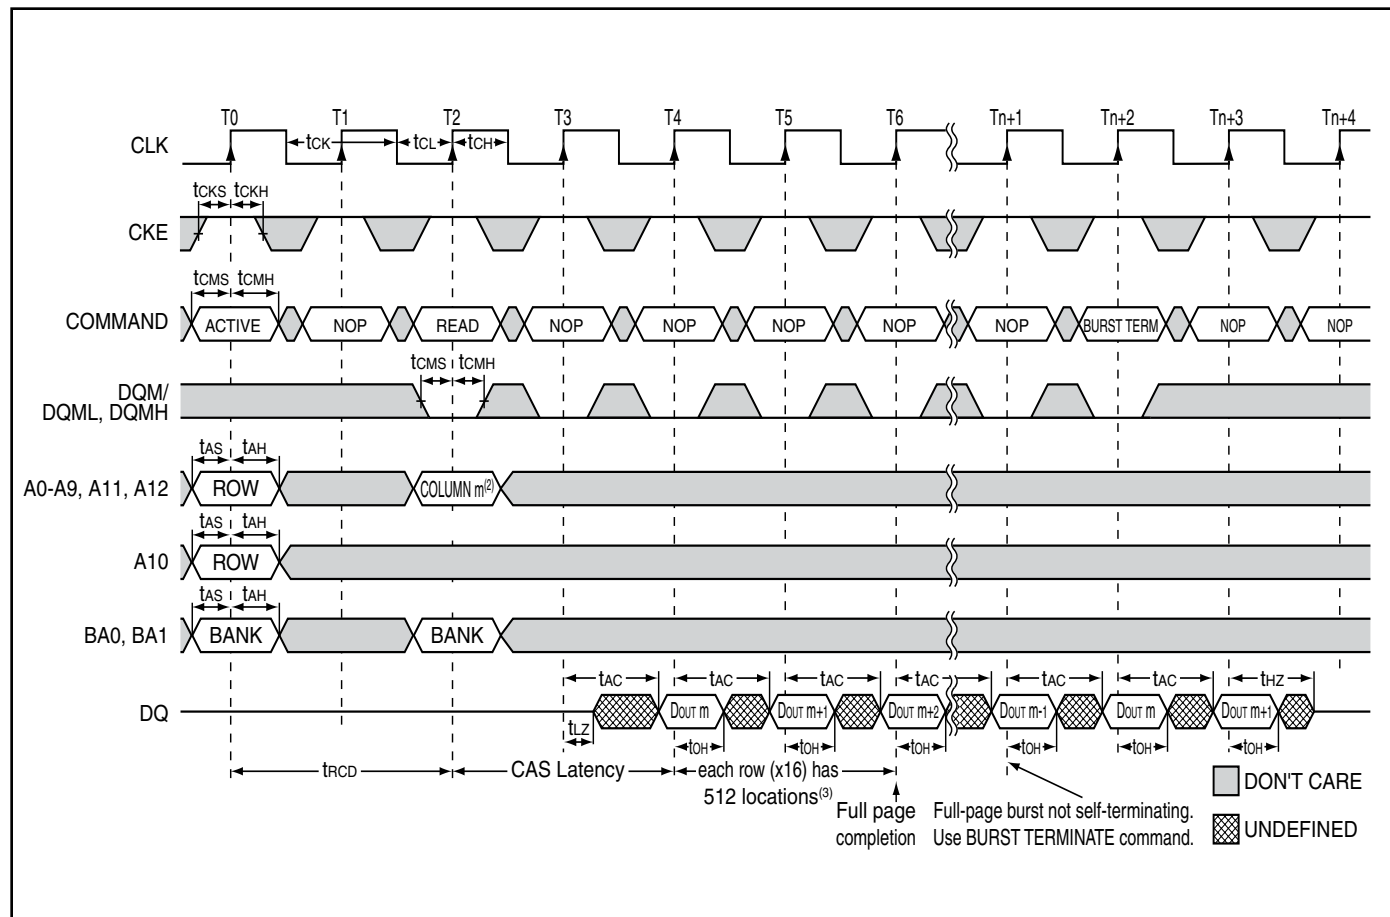 T0 T1 T2 T3 T4 T5 T6 Tn+1 Tn+2 Tn+3 Tn+4
CLK tCK tCL tCH
tCKS tCKH
CKE
tCMS tCMH
COMMAND ACTIVE NOP READ NOP NOP NOP NOP NOP BURST TERM NOP NOP
tCMS tCMH
DQM/
DQML, DQMH
tAS tAH
A0-A9, A11, A12 ROW COLUMN m(2)
tAS tAH
A10 ROW
tAS tAH
BA0, BA1 BANK BANK
tAC tAC tAC tAC tAC tAC tHZ
DQ DOUT m DOUT m+1 DOUT m+2 DOUT m-1 DOUT m DOUT m+1
tLZ tOH tOH tOH tOH tOH tOH
tRCD CAS Latency each row (x16) has
512 locations(3)
Full page
completion
Full-page burst not self-terminating.
Use BURST TERMINATE command.
DON'T CARE
UNDEFINED